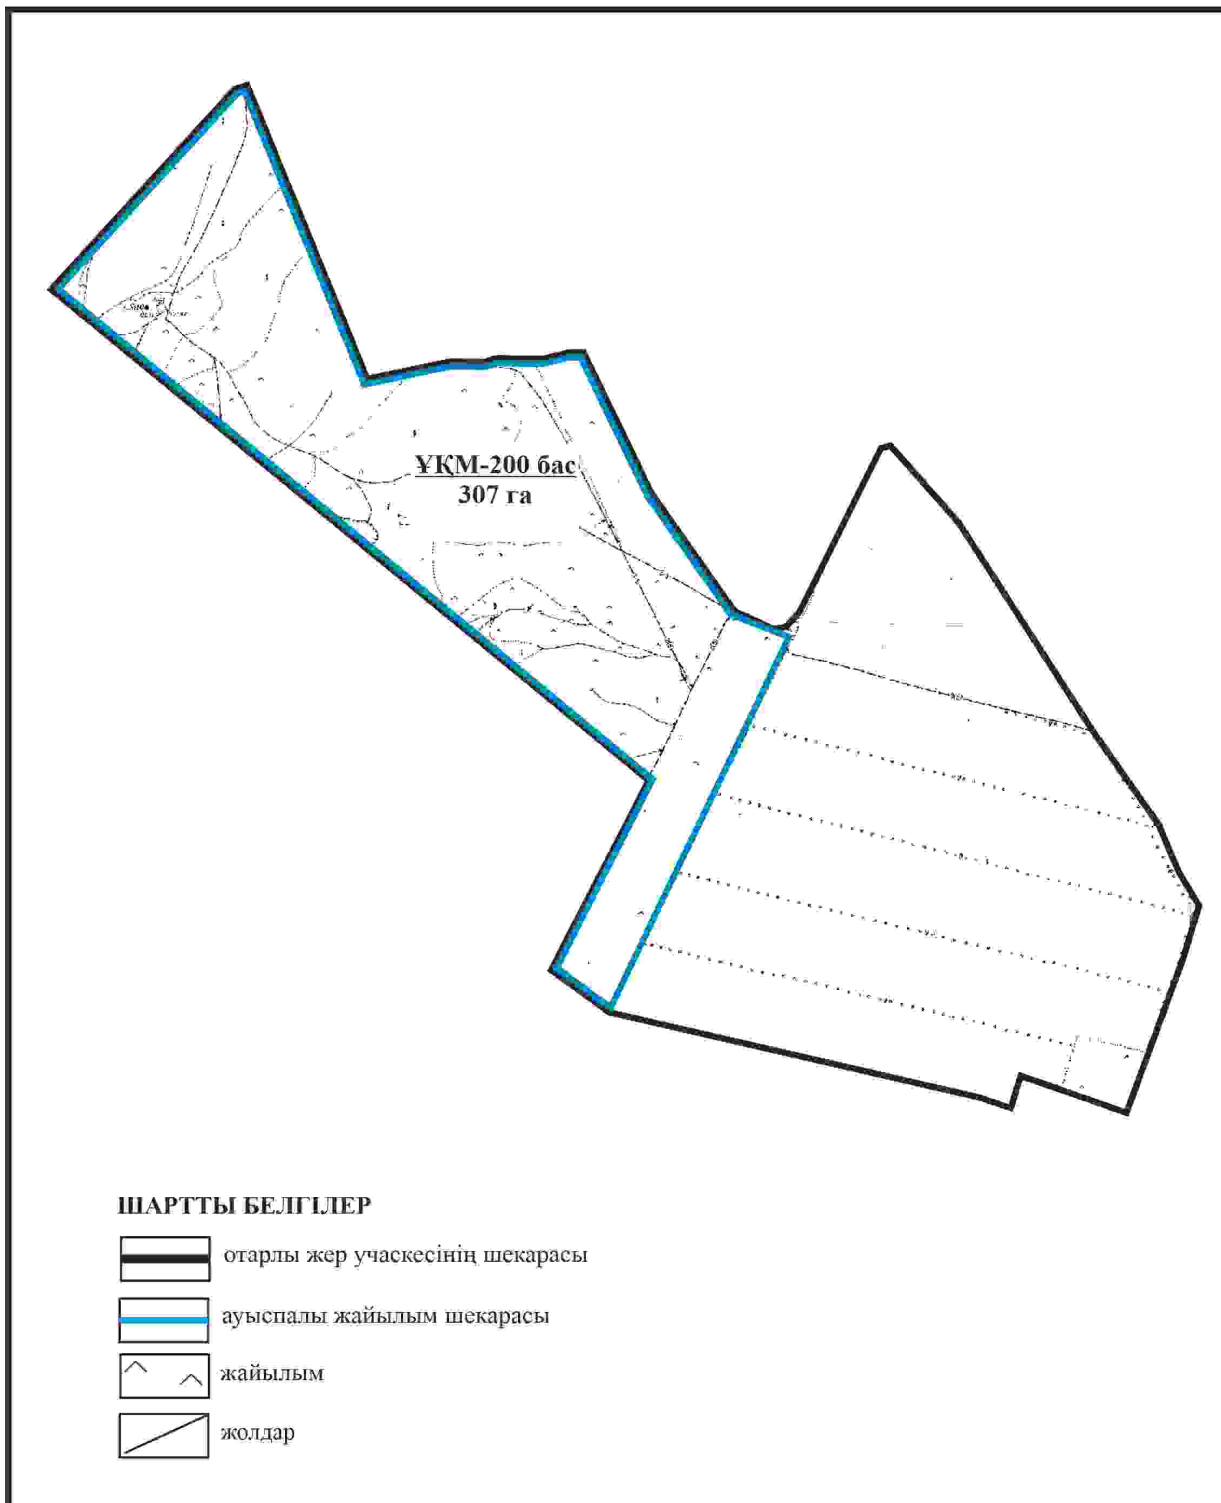 ҰҚМ-200 бас
307 га
ШАРТТЫ БЕЛГІЛЕР
отарлы жер учаскесінің шекарасы
ауыспалы жайылым шекарасы
жайылым
жолдар